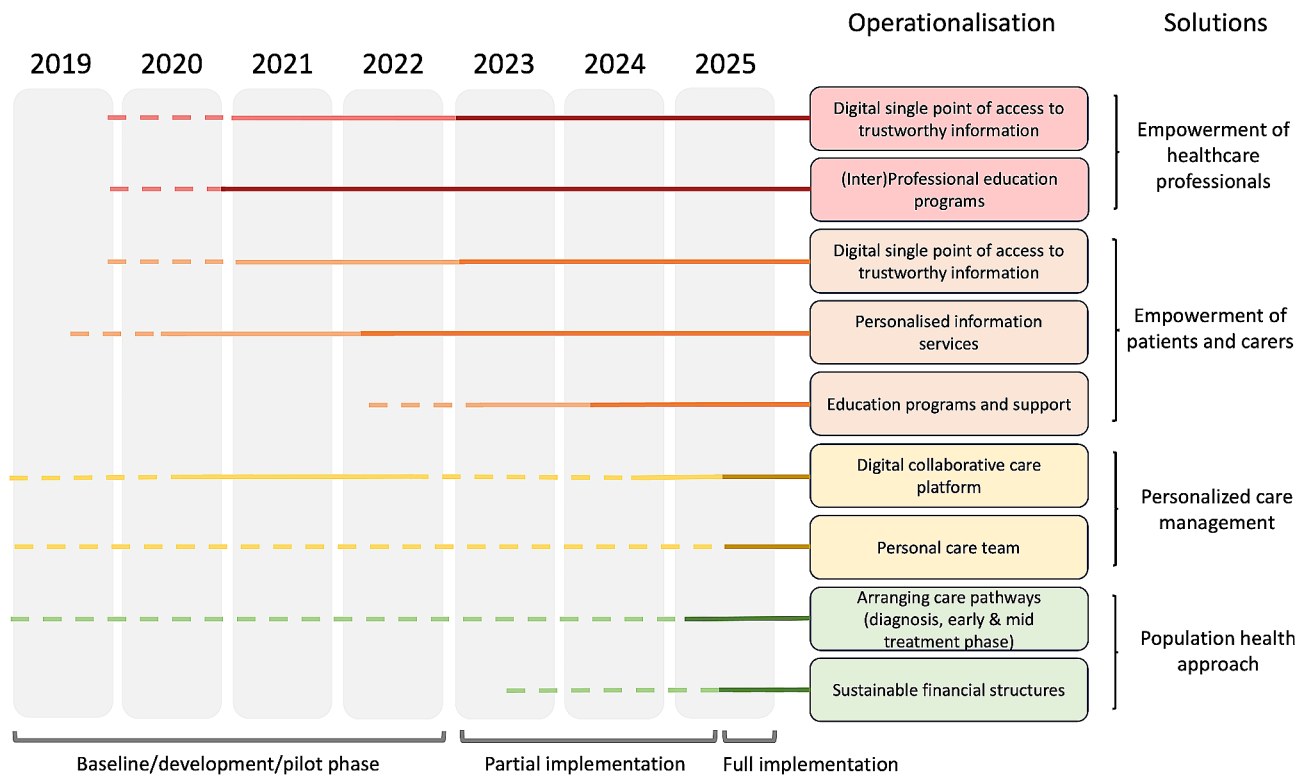 Operationalisation
Solutions
2019 2020 2021 2022 2023 2024 2025
Digital single point of access to
trustworthy information
(Inter)Professional education
programs
Empowerment of
healthcare
professionals
Digital single point of access to
trustworthy information
Personalised information
services
Education programs and support
Empowerment of
patients and carers
Digital collaborative care
platform
Personal care team
Personalized care
management
Arranging care pathways
(diagnosis, early & mid
treatment phase)
Sustainable financial structures
Population health
approach
Baseline/development/pilot phase
Partial implementation
Full implementation